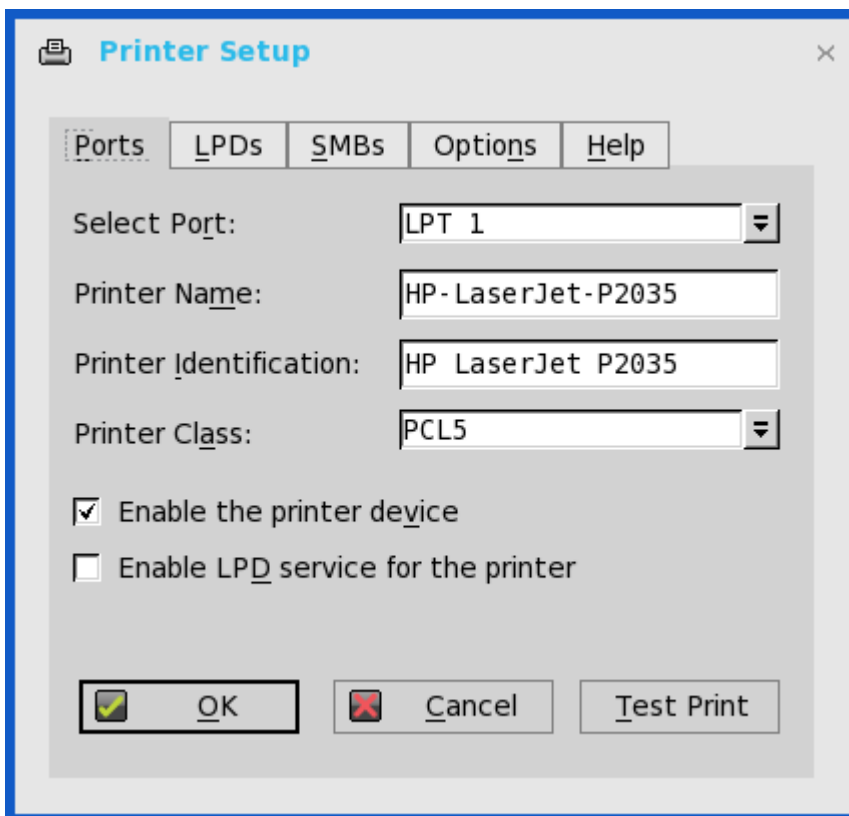 Printer Setup
Ports LPDs SMBs Options Help
Select Port: LPT 1
Printer Name: HP-LaserJet-P2035
Printer Identification: HP LaserJet P2035
Printer Class: PCL5
Enable the printer device
Enable LPD service for the printer
OK Cancel Test Print